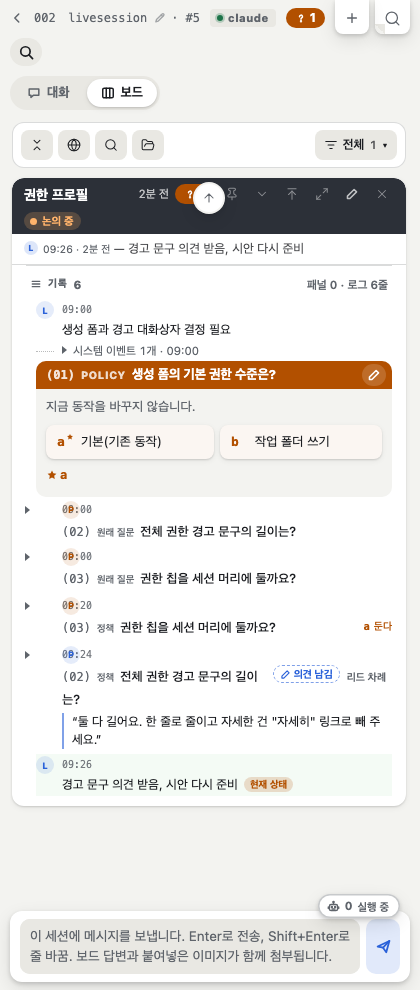 002 livesession · #5 claude ? 1
대화 보드
전체 1
권한 프로필 2분 전
논의 중
L 09:26 · 2분 전 — 경고 문구 의견 받음, 시안 다시 준비
기록 6 패널 0 · 로그 6줄
L 09:00
생성 폼과 경고 대화상자 결정 필요
시스템 이벤트 1개 · 09:00
(01) POLICY 생성 폼의 기본 권한 수준은?
지금 동작을 바꾸지 않습니다.
a★ 기본(기존 동작) b 작업 폴더 쓰기
★ a
(02) 원래 질문 전체 권한 경고 문구의 길이는?
(03) 원래 질문 권한 칩을 세션 머리에 둘까요?
(03) 정책 권한 칩을 세션 머리에 둘까요? a 둔다
(02) 정책 전체 권한 경고 문구의 길이 의견 남김 리드 차례
는?
“둘 다 길어요. 한 줄로 줄이고 자세한 건 "자세히" 링크로 빼 주
세요.”
L 09:26
경고 문구 의견 받음, 시안 다시 준비 현재 상태
0 실행 중
이 세션에 메시지를 보냅니다. Enter로 전송, Shift+Enter로
줄 바꿈. 보드 답변과 붙여넣은 이미지가 함께 첨부됩니다.